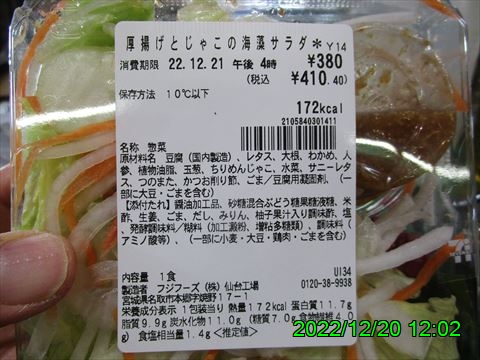 厚揚げとじゃこの海藻サラダ* Y14
消費期限 22.12.21 午後 4時 ¥380
(税込 ¥410.40)
保存方法 10℃以下
172kcal
2105840301411
名称 惣菜
原材料名 豆腐(国内製造)、レタス、大根、わかめ、人
参、植物油脂、玉葱、ちりめんじゃこ、水菜、サニーレタ
ス、つのまた、かつお削り節、ごま/豆腐用凝固剤、(一
部に大豆・ごまを含む)
【添付たれ】醤油加工品、砂糖混合ぶどう糖果糖液糖、米
酢、生姜、ごま、だし、みりん、柚子果汁入り調味酢、塩
、発酵調味料/糊料(加工澱粉、増粘多糖類)、調味料(
アミノ酸等)、(一部に小麦・大豆・鶏肉・ごまを含む)
内容量 1食 U134
製造者 フジフーズ(株)仙台工場 0120-38-9938
宮城県名取市本郷字焼野17-1
栄養成分表示 1包装当り 熱量172kcal 蛋白質11.7g
脂質9.9g 炭水化物11.0g (糖質7.0g 食物繊維4.0
g) 食塩相当量1.4g <推定値>
2022/12/20 12:02